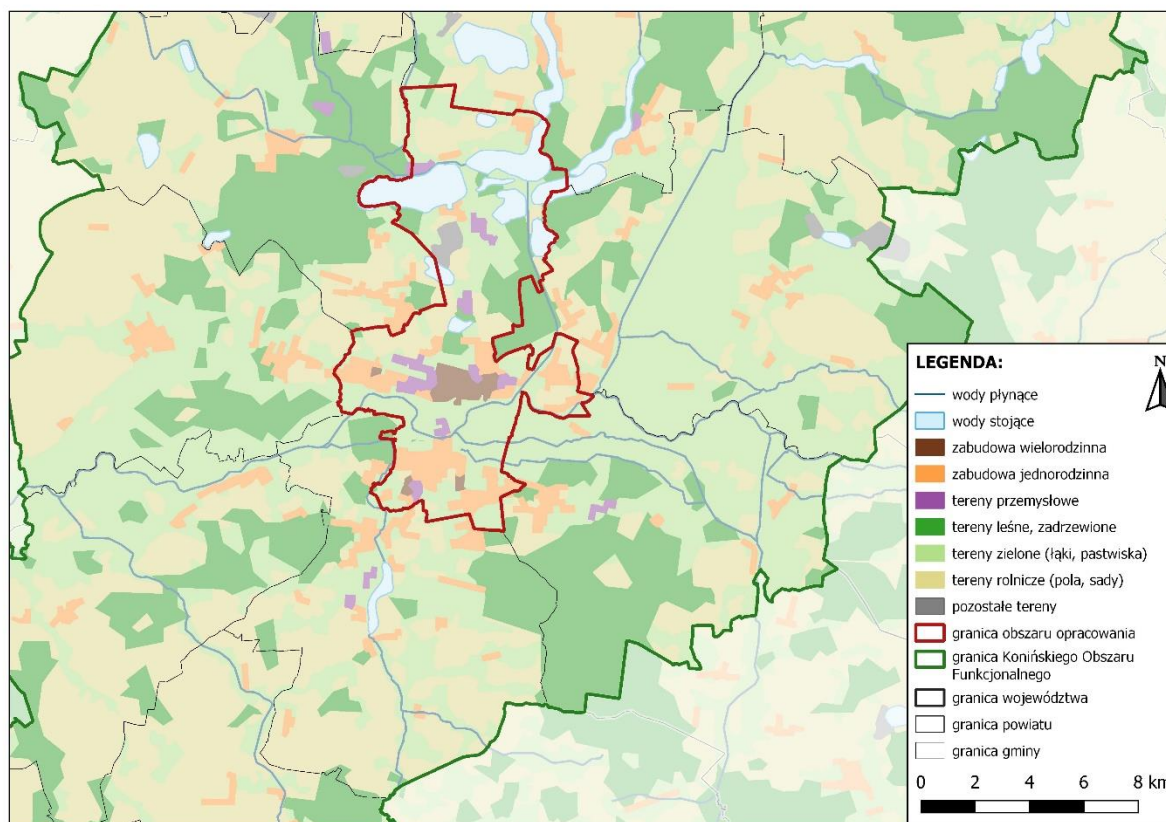 LEGENDA:
N
wody płynące
wody stojące
zabudowa wielorodzinna
zabudowa jednorodzinna
tereny przemysłowe
tereny leśne, zadrzewione
tereny zielone (łąki, pastwiska)
tereny rolnicze (pola, sady)
pozostałe tereny
granica obszaru opracowania
granica Konińskiego Obszaru
Funkcjonalnego
granica województwa
granica powiatu
granica gminy
0 2 4 6 8 km